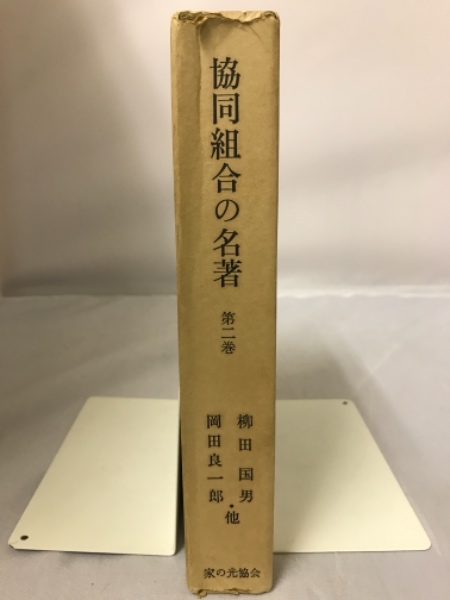 協同組合の名著
第二巻
柳田国男
岡田良一郎・他
家の光協会